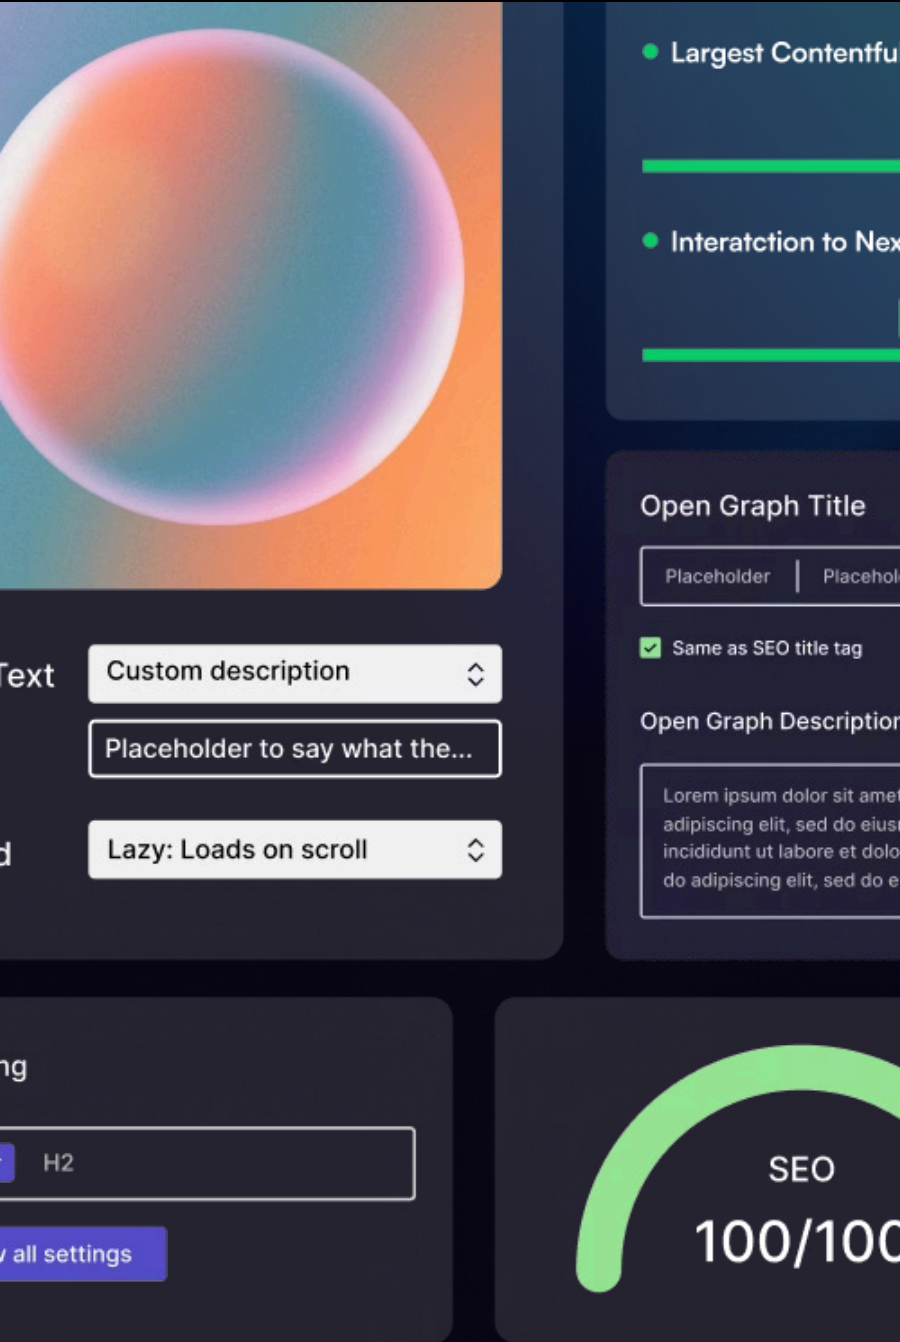 Largest Contentfu
Interatction to Nex
Text
Custom description
Placeholder to say what the...
d
Lazy: Loads on scroll
Open Graph Title
Placeholder | Placehol
Same as SEO title tag
Open Graph Description
Lorem ipsum dolor sit amet
adipiscing elit, sed do eius
incididunt ut labore et dolo
do adipiscing elit, sed do e
ng
H2
w all settings
SEO
100/100